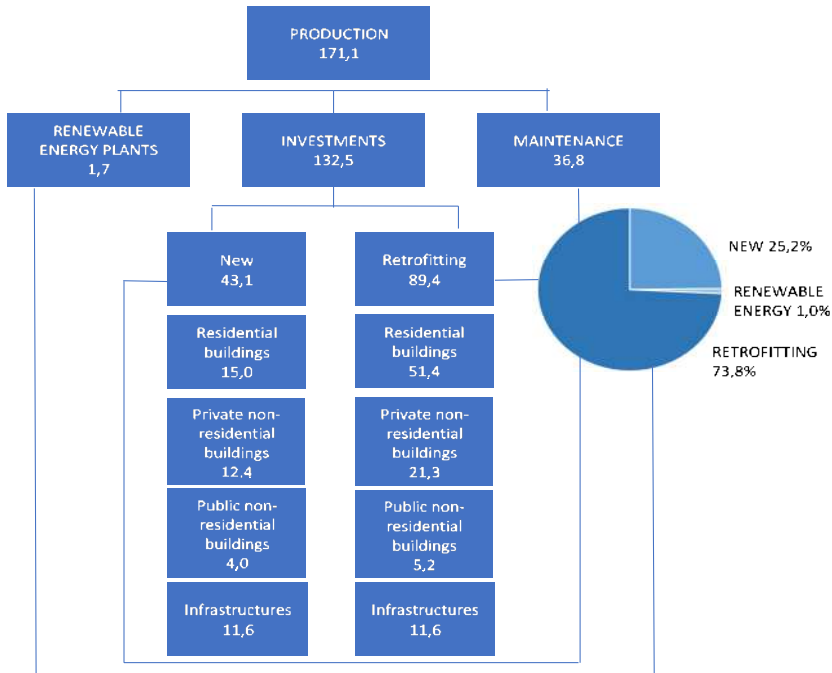 PRODUCTION
171,1
RENEWABLE
ENERGY PLANTS
1,7
INVESTMENTS
132,5
MAINTENANCE
36,8
New
43,1
Retrofitting
89,4
Residential
buildings
15,0
Residential
buildings
51,4
Private non-
residential
buildings
12,4
Private non-
residential
buildings
21,3
Public non-
residential
buildings
4,0
Public non-
residential
buildings
5,2
Infrastructures
11,6
Infrastructures
11,6
NEW 25,2%
RENEWABLE
ENERGY 1,0%
RETROFITTING
73,8%